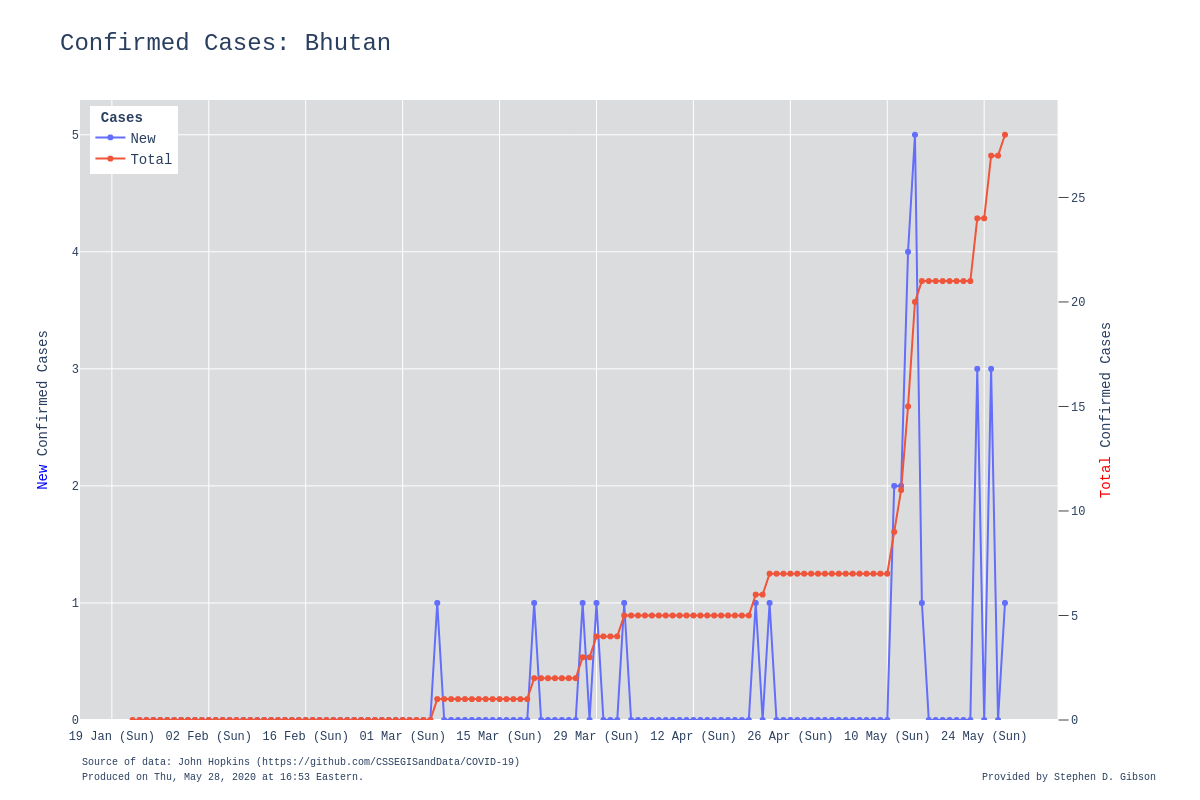 Confirmed Cases: Bhutan
Cases
New
Total
5
4
3
2
1
0
New Confirmed Cases
25
20
15
10
5
0
Total Confirmed Cases
19 Jan (Sun) 02 Feb (Sun) 16 Feb (Sun) 01 Mar (Sun) 15 Mar (Sun) 29 Mar (Sun) 12 Apr (Sun) 26 Apr (Sun) 10 May (Sun) 24 May (Sun)
Source of data: John Hopkins (https://github.com/CSSEGISandData/COVID-19)
Produced on Thu, May 28, 2020 at 16:53 Eastern.
Provided by Stephen D. Gibson